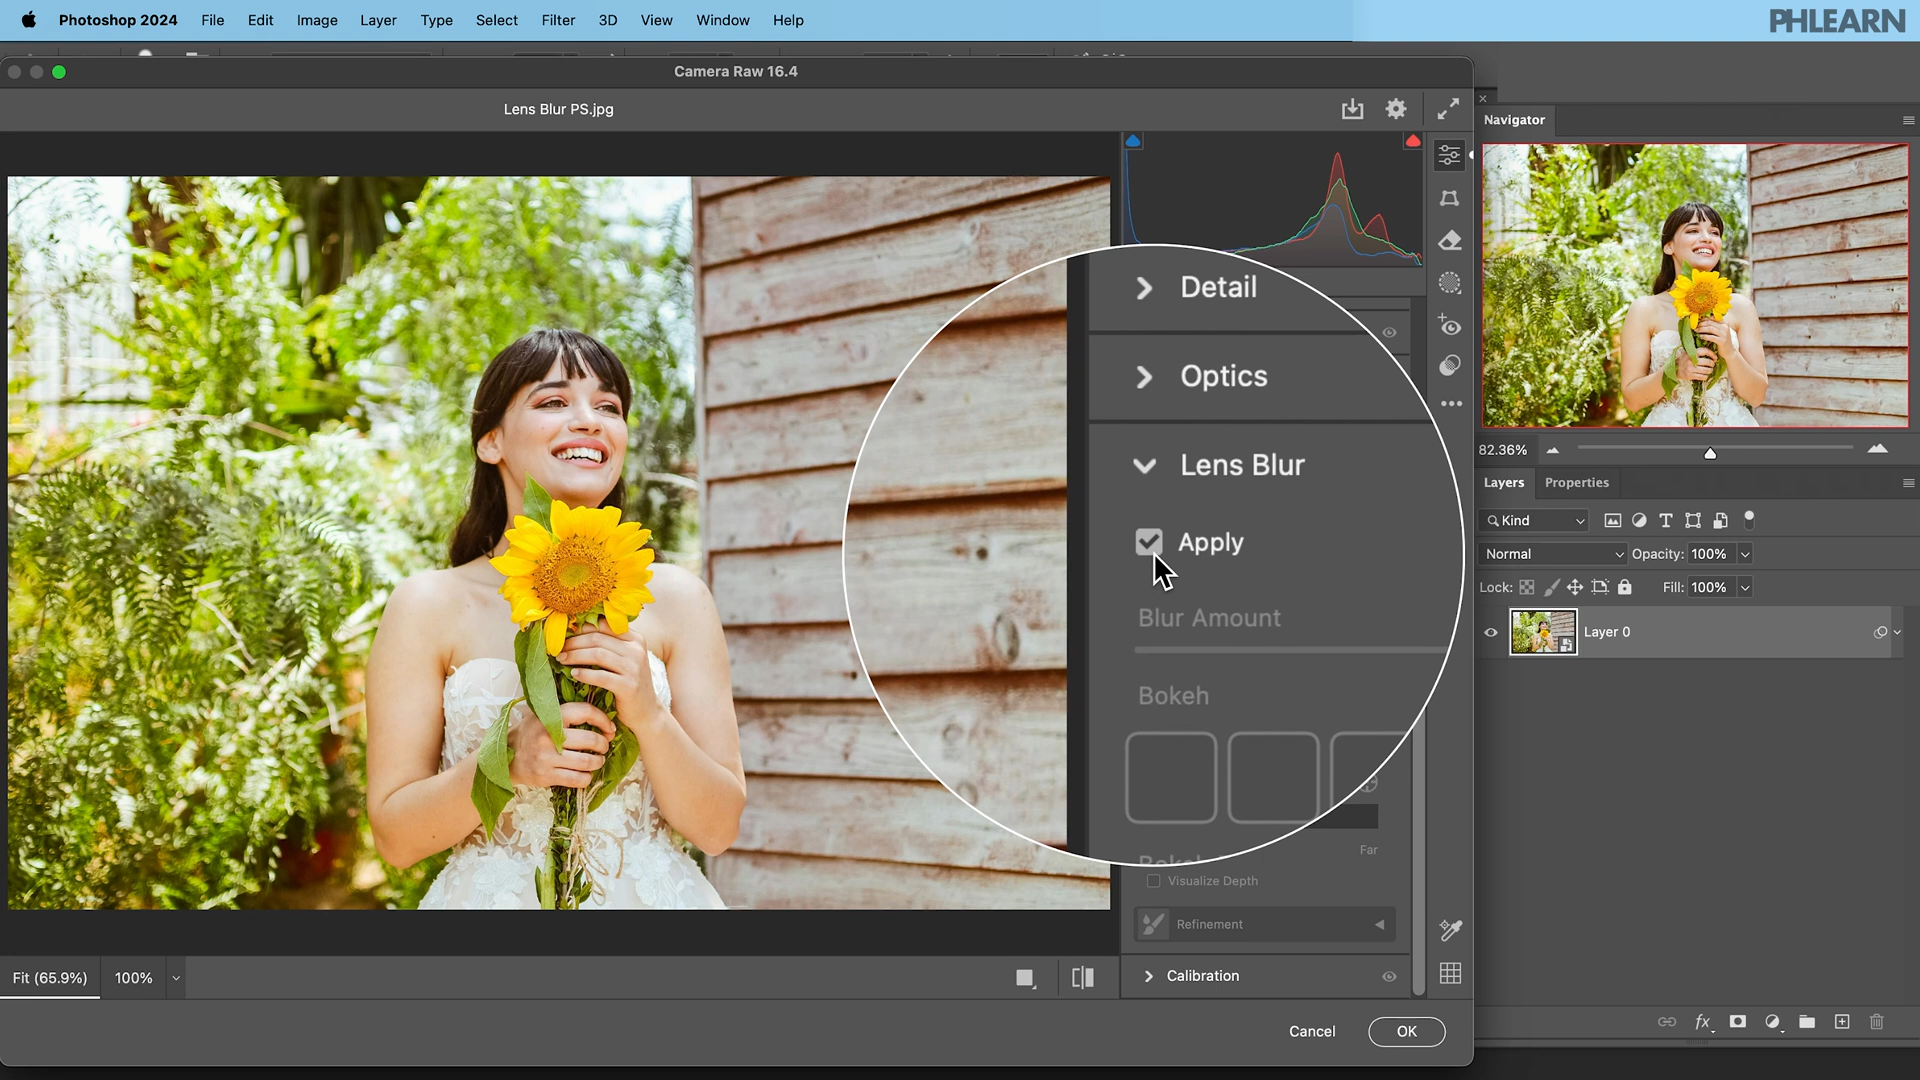 Photoshop 2024 File Edit Image Layer Type Select Filter 3D View Window Help
PHLEARN
Camera Raw 16.4
Lens Blur PS.jpg
Navigator
Detail
Optics
Lens Blur
Apply
Blur Amount
Bokeh
Far
Visualize Depth
Refinement
Calibration
82.36%
Layers Properties
Kind
Normal Opacity: 100%
Lock: Fill: 100%
Layer 0
fx
Fit (65.9%) 100%
Cancel OK